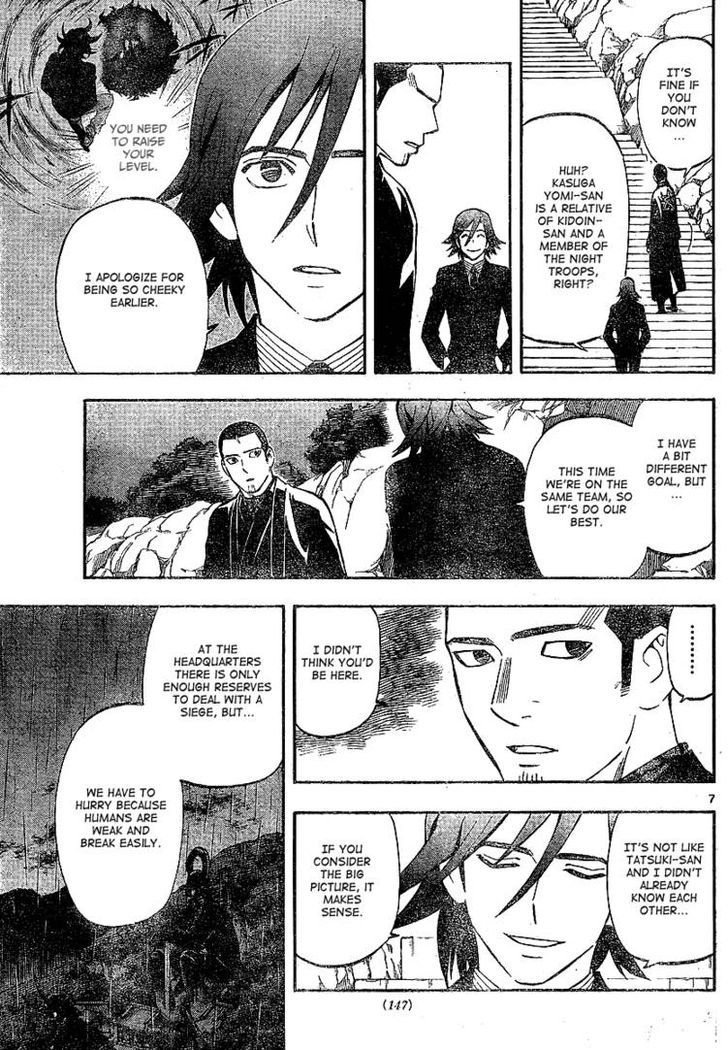 IT'S
FINE IF
YOU
DON'T
KNOW
...
HUH?
KASUGA
YOMI-SAN
IS A RELATIVE
OF KIDOIN-
SAN AND A
MEMBER OF
THE NIGHT
TROOPS,
RIGHT?
YOU NEED
TO RAISE
YOUR
LEVEL.
I APOLOGIZE FOR
BEING SO CHEEKY
EARLIER.
I HAVE
A BIT
DIFFERENT
GOAL, BUT
...
THIS TIME
WE'RE ON
THE SAME
TEAM, SO
LET'S DO OUR
BEST.
........
I DIDN'T
THINK YOU'D
BE HERE.
7
IT'S NOT LIKE
TATSUKI-SAN
AND I DIDN'T
ALREADY
KNOW EACH
OTHER...
IF YOU
CONSIDER
THE BIG
PICTURE, IT
MAKES
SENSE.
AT THE
HEADQUARTERS
THERE IS ONLY
ENOUGH RESERVES
TO DEAL WITH A
SIEGE, BUT...
WE HAVE TO
HURRY BECAUSE
HUMANS ARE
WEAK AND
BREAK EASILY.
(147)